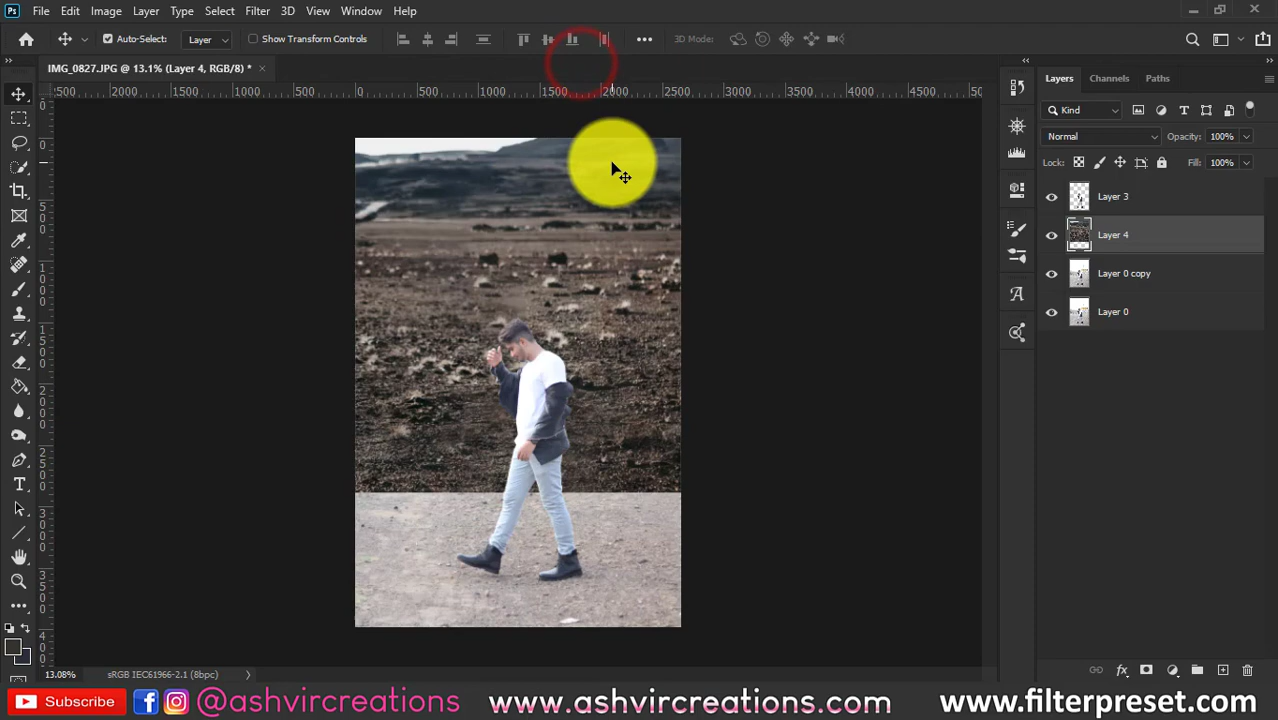 Ps File Edit Image Layer Type Select Filter 3D View Window Help
Auto-Select: Layer Show Transform Controls 3D Mode:
IMG_0827.JPG @ 13.1% (Layer 4, RGB/8) *
Layers Channels Paths
Kind
Normal Opacity: 100%
Locks: Fill: 100%
Layer 3
Layer 4
Layer 0 copy
Layer 0
13.08% sRGB IEC61966-2.1 (8bpc)
Subscribe @ashvircreations www.ashvircreations.com www.filterpreset.com